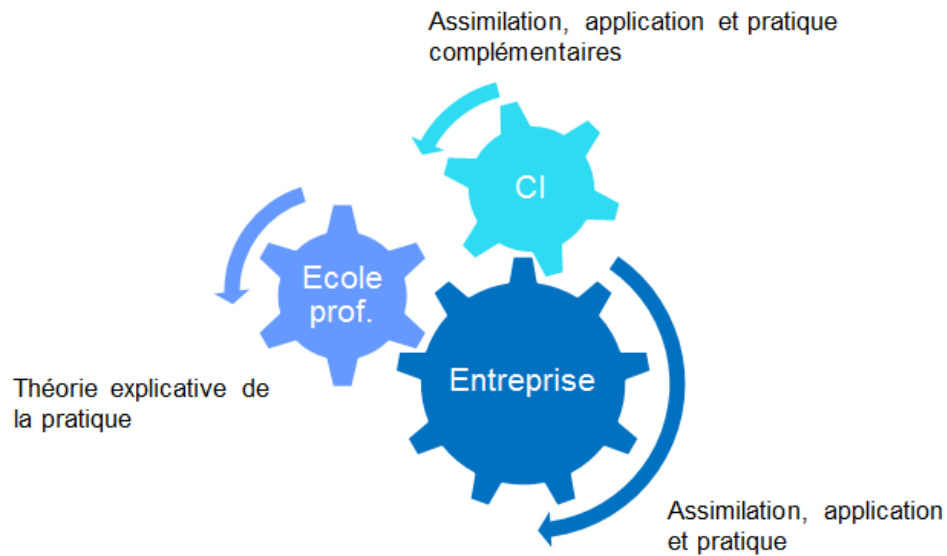 Assimilation, application et pratique
complémentaires
CI
Ecole
prof.
Entreprise
Théorie explicative de
la pratique
Assimilation, application
et pratique